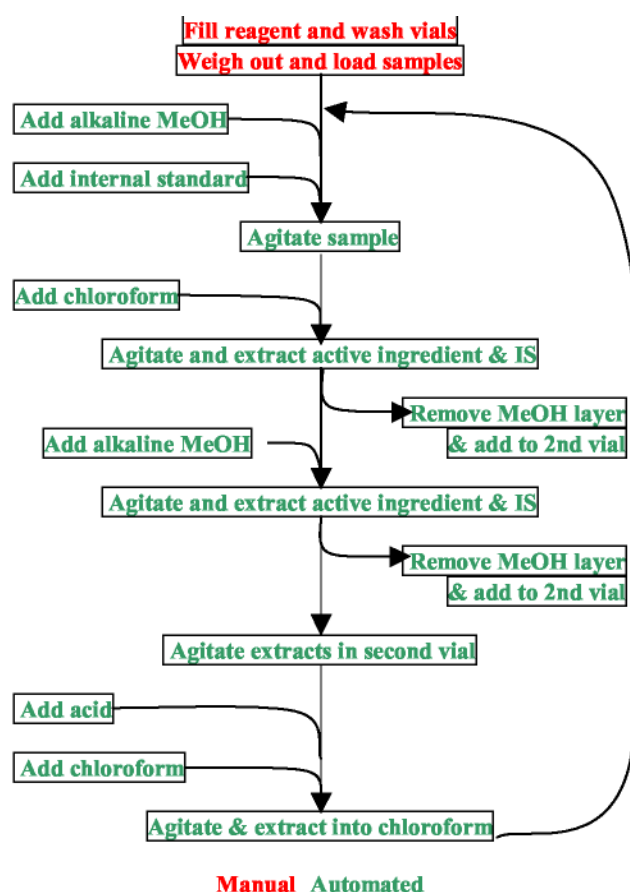 Fill reagent and wash vials
Weigh out and load samples
Add alkaline MeOH
Add internal standard
Agitate sample
Add chloroform
Agitate and extract active ingredient & IS
Remove MeOH layer
& add to 2nd vial
Add alkaline MeOH
Agitate and extract active ingredient & IS
Remove MeOH layer
& add to 2nd vial
Agitate extracts in second vial
Add acid
Add chloroform
Agitate & extract into chloroform
Manual Automated